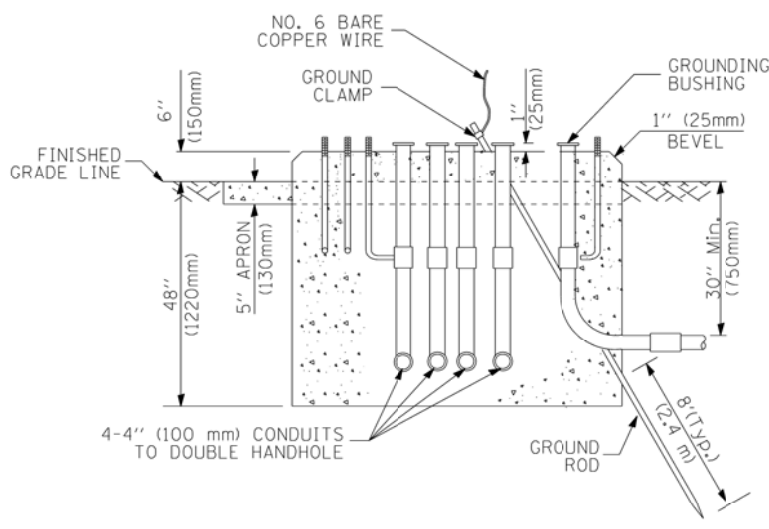 NO. 6 BARE
COPPER WIRE
GROUND
CLAMP
GROUNDING
BUSHING
1'' (25mm)
BEVEL
6''
(150mm)
1''
(25mm)
FINISHED
GRADE LINE
48''
(1220mm)
5'' APRON
(130mm)
30'' Min.
(750mm)
4-4'' (100 mm) CONDUITS
TO DOUBLE HANDHOLE
GROUND
ROD
8'(Typ.)
(2.4 m)